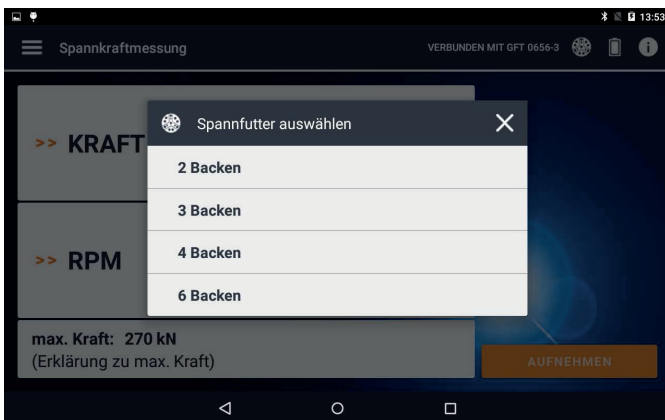 13:53
Spannkraftmessung
VERBUNDEN MIT GFT 0656-3
Spannfutter auswählen
>> KRAFT
2 Backen
3 Backen
4 Backen
>> RPM
6 Backen
max. Kraft: 270 kN
(Erklärung zu max. Kraft)
AUFNEHMEN